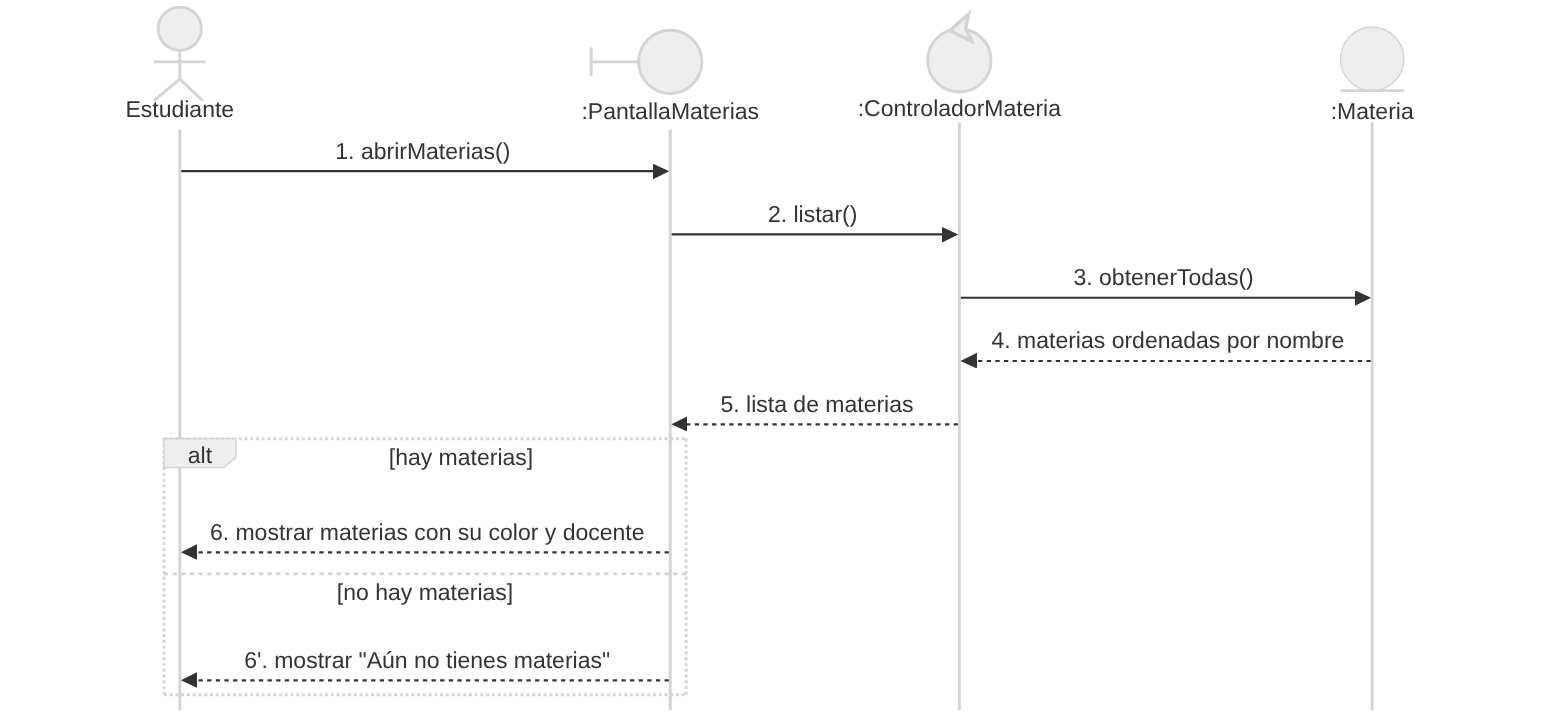 Estudiante
:PantallaMaterias
:ControladorMateria
:Materia
1. abrirMaterias()
2. listar()
3. obtenerTodas()
4. materias ordenadas por nombre
5. lista de materias
alt
[hay materias]
6. mostrar materias con su color y docente
[no hay materias]
6'. mostrar "Aún no tienes materias"